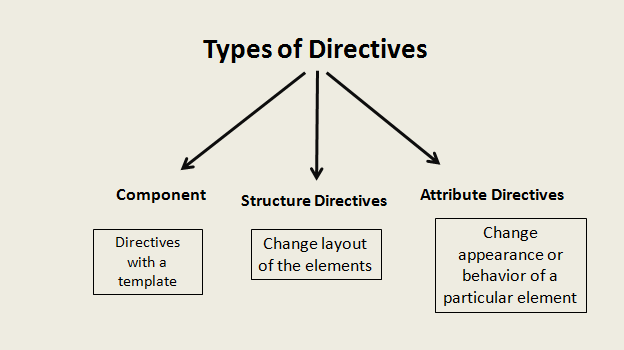 Types of Directives
Component
Structure Directives
Attribute Directives
Directives
with a
template
Change layout
of the elements
Change
appearance or
behavior of a
particular element